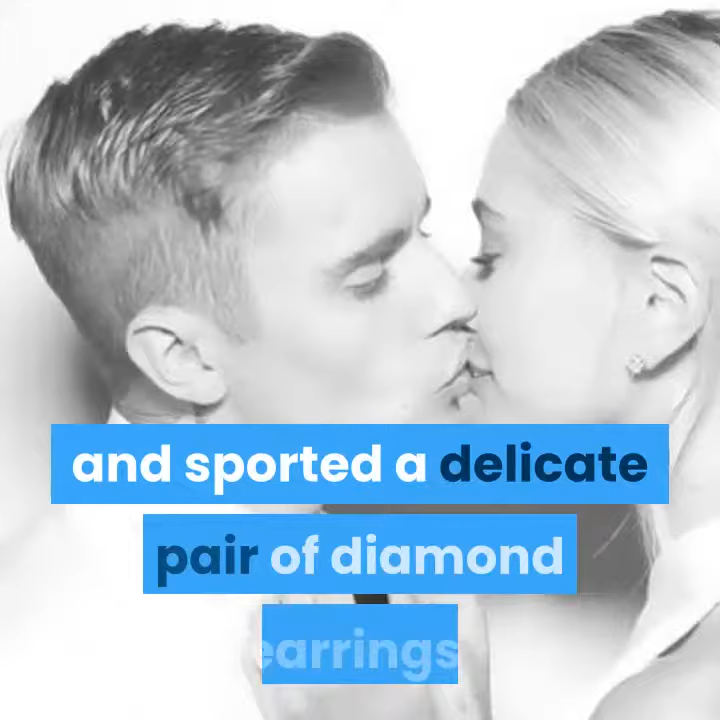 and sported a delicate
pair of diamond
earrings